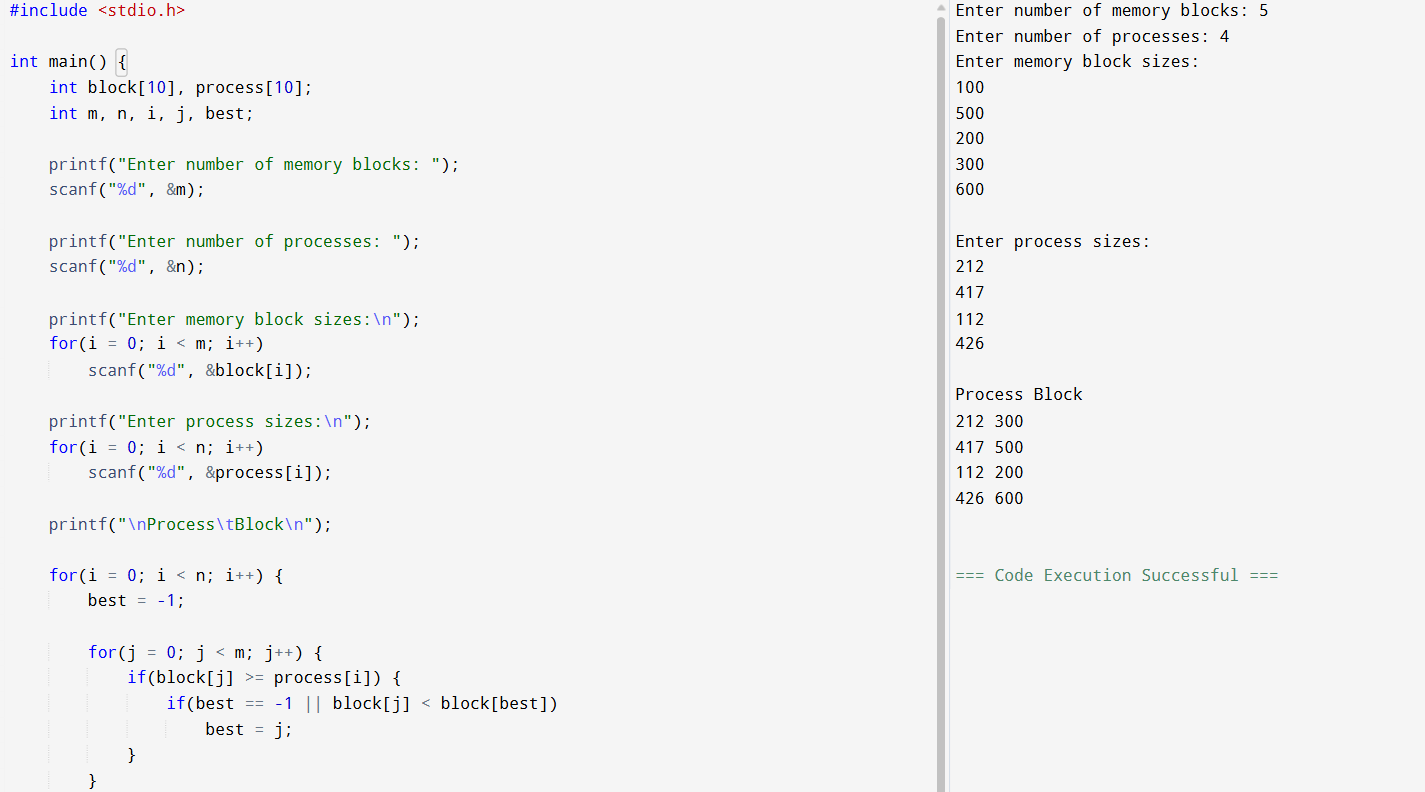 #include <stdio.h>

int main() {
    int block[10], process[10];
    int m, n, i, j, best;

    printf("Enter number of memory blocks: ");
    scanf("%d", &m);

    printf("Enter number of processes: ");
    scanf("%d", &n);

    printf("Enter memory block sizes:\n");
    for(i = 0; i < m; i++)
        scanf("%d", &block[i]);

    printf("Enter process sizes:\n");
    for(i = 0; i < n; i++)
        scanf("%d", &process[i]);

    printf("\nProcess\tBlock\n");

    for(i = 0; i < n; i++) {
        best = -1;

        for(j = 0; j < m; j++) {
            if(block[j] >= process[i]) {
                if(best == -1 || block[j] < block[best])
                    best = j;
            }
        }
Enter number of memory blocks: 5
Enter number of processes: 4
Enter memory block sizes:
100
500
200
300
600

Enter process sizes:
212
417
112
426

Process Block
212 300
417 500
112 200
426 600

=== Code Execution Successful ===